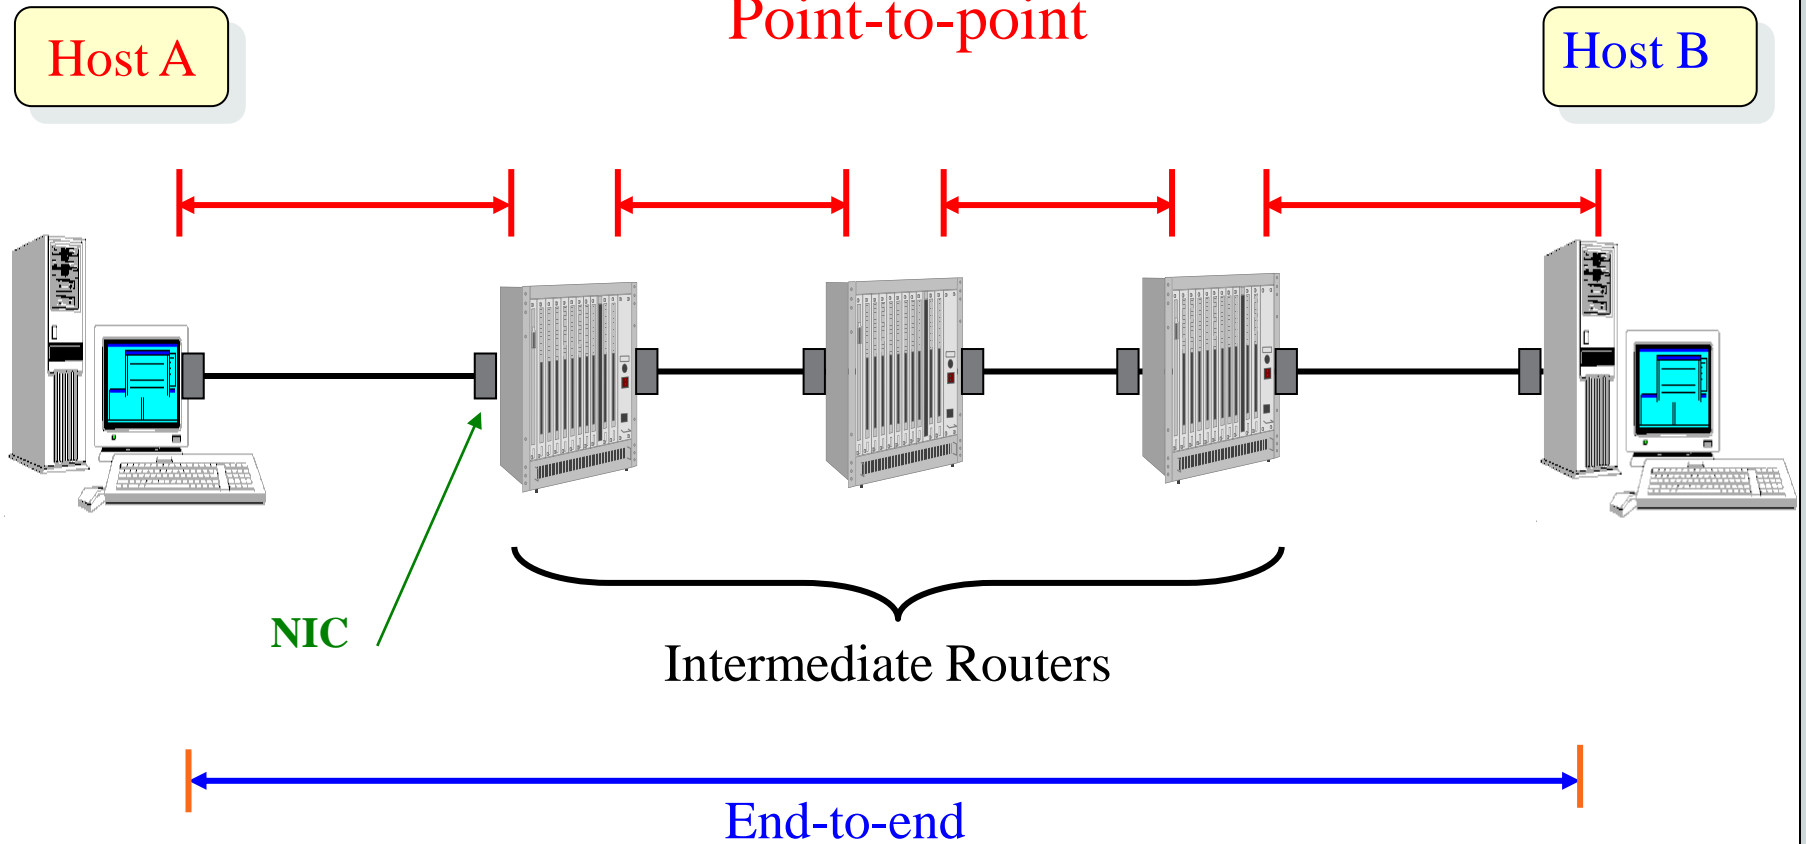 Point-to-point
Host A
Host B
NIC
Intermediate Routers
End-to-end